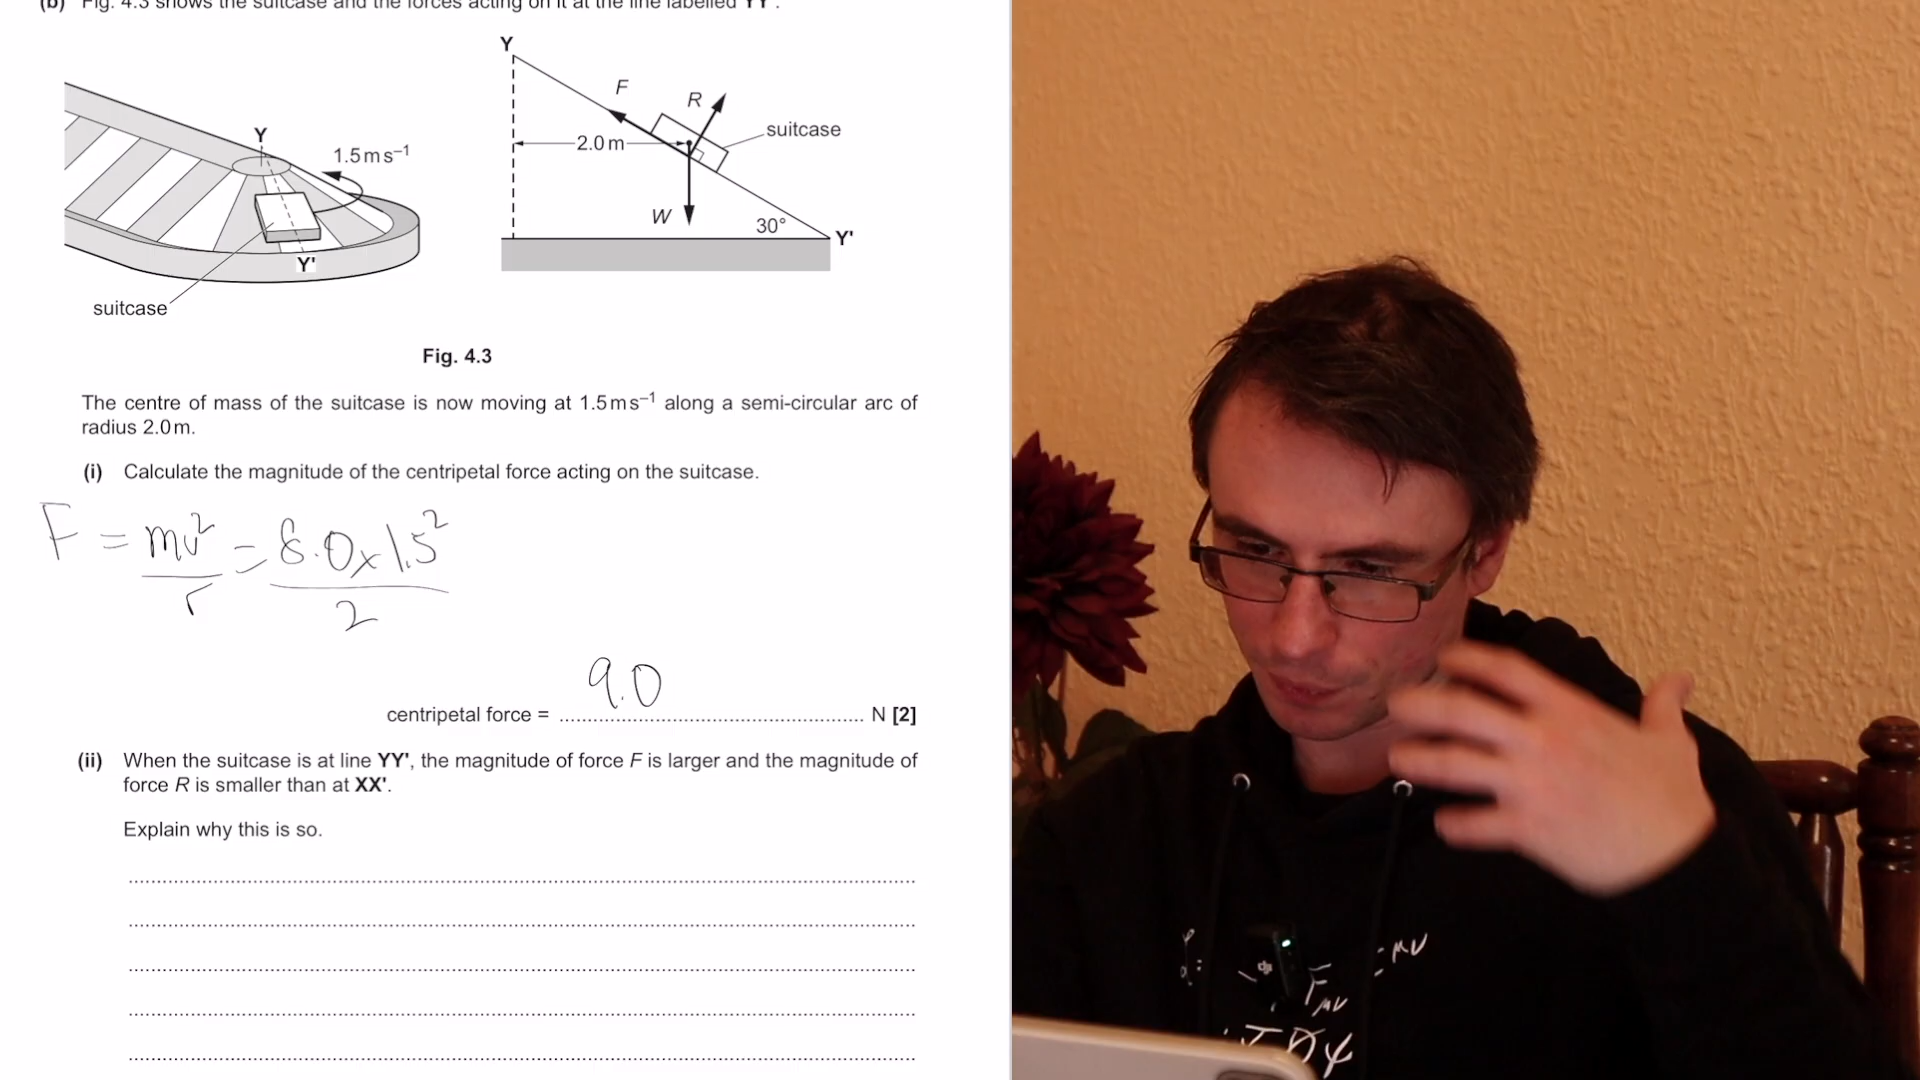 (b) Fig. 4.3 shows the suitcase and the forces acting on it at the line labelled YY'.
Y
1.5 m s⁻¹
Y'
suitcase
Y
F
R
suitcase
2.0 m
W
30°
Y'
Fig. 4.3
The centre of mass of the suitcase is now moving at 1.5 m s⁻¹ along a semi-circular arc of
radius 2.0 m.
(i) Calculate the magnitude of the centripetal force acting on the suitcase.
F = mv²/r = 8.0 x 1.5²/2
9.0
centripetal force = ........................................................ N [2]
(ii) When the suitcase is at line YY', the magnitude of force F is larger and the magnitude of
force R is smaller than at XX'.
Explain why this is so.